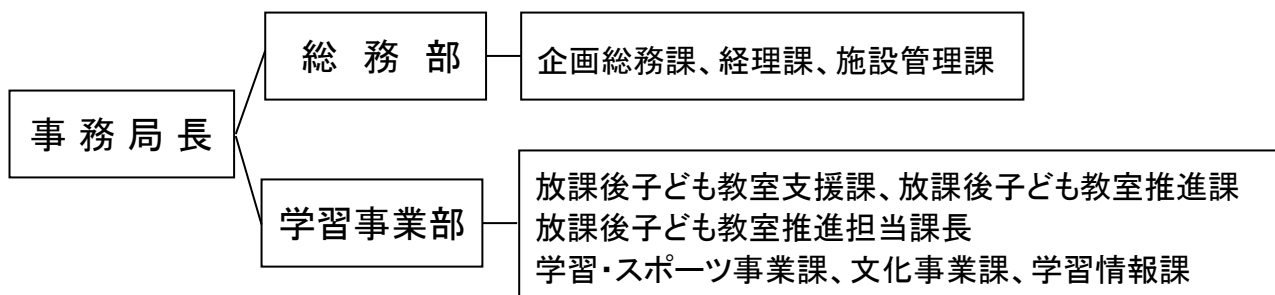 事務局長
総務部
企画総務課、経理課、施設管理課
学習事業部
放課後子ども教室支援課、放課後子ども教室推進課
放課後子ども教室推進担当課長
学習・スポーツ事業課、文化事業課、学習情報課